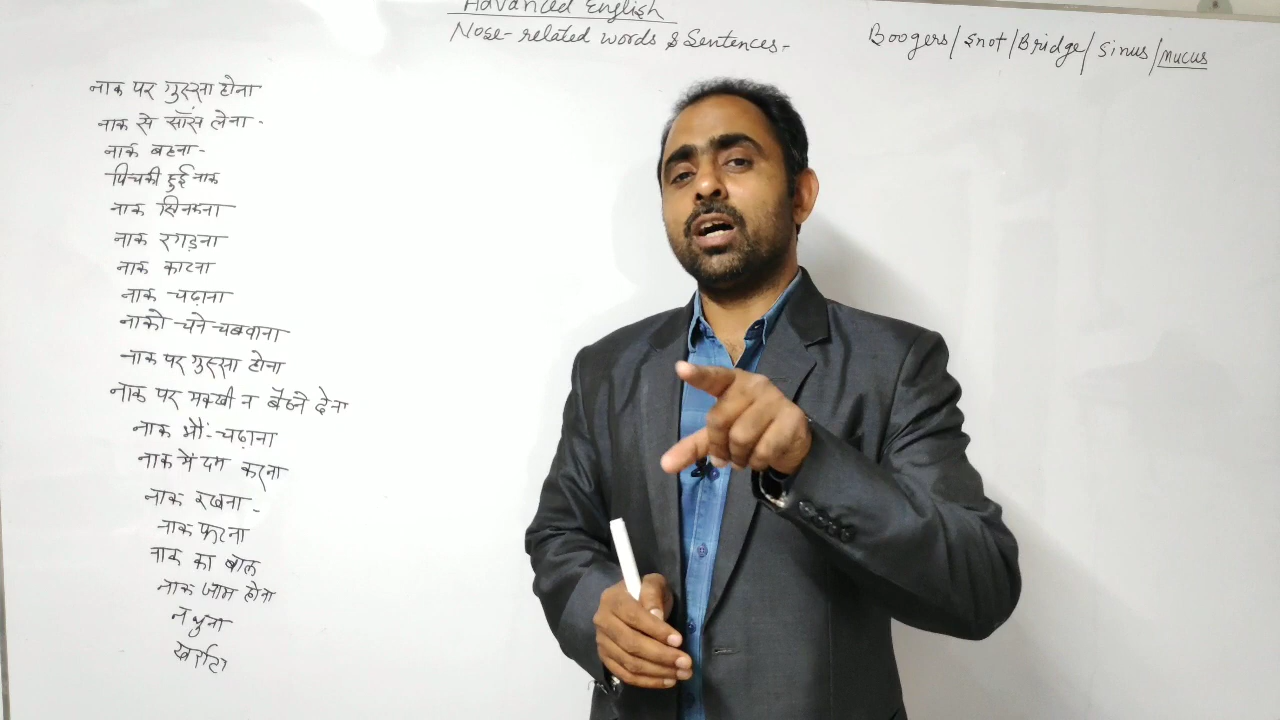 Advanced English
Nose-related words & Sentences-
Boogers/Snot/Bridge/Sinus/mucus
नाक पर गुस्सा होना
नाक से साँस लेना -
नाक बहना -
पिचकी हुई नाक
नाक छिनकना
नाक रगड़ना
नाक काटना
नाक चढ़ाना
नाको चने चबवाना
नाक पर गुस्सा होना
नाक पर मक्खी न बैठने देना
नाक भौं-चढ़ाना
नाक में दम करना
नाक रखना -
नाक फटना
नाक का बाल
नाक जाम होना
नथुना
खर्राटा